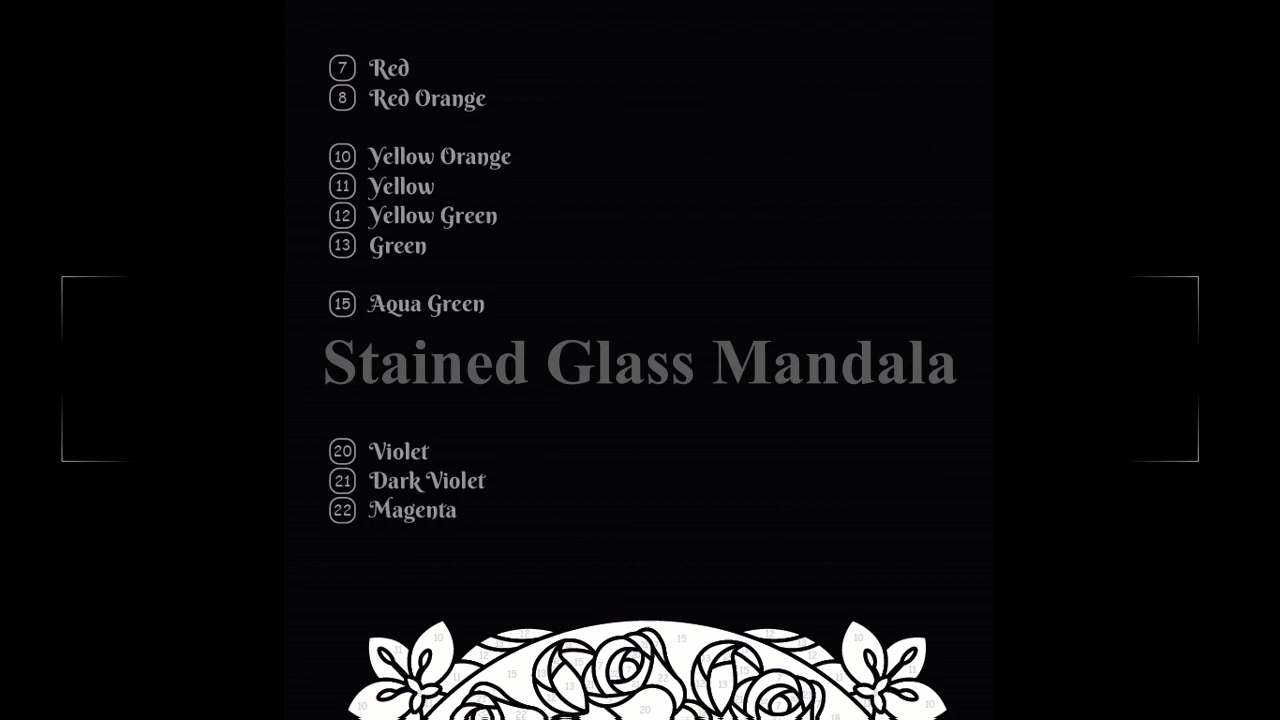 7 Red
8 Red Orange
10 Yellow Orange
11 Yellow
12 Yellow Green
13 Green
15 Aqua Green
Stained Glass Mandala
20 Violet
21 Dark Violet
22 Magenta